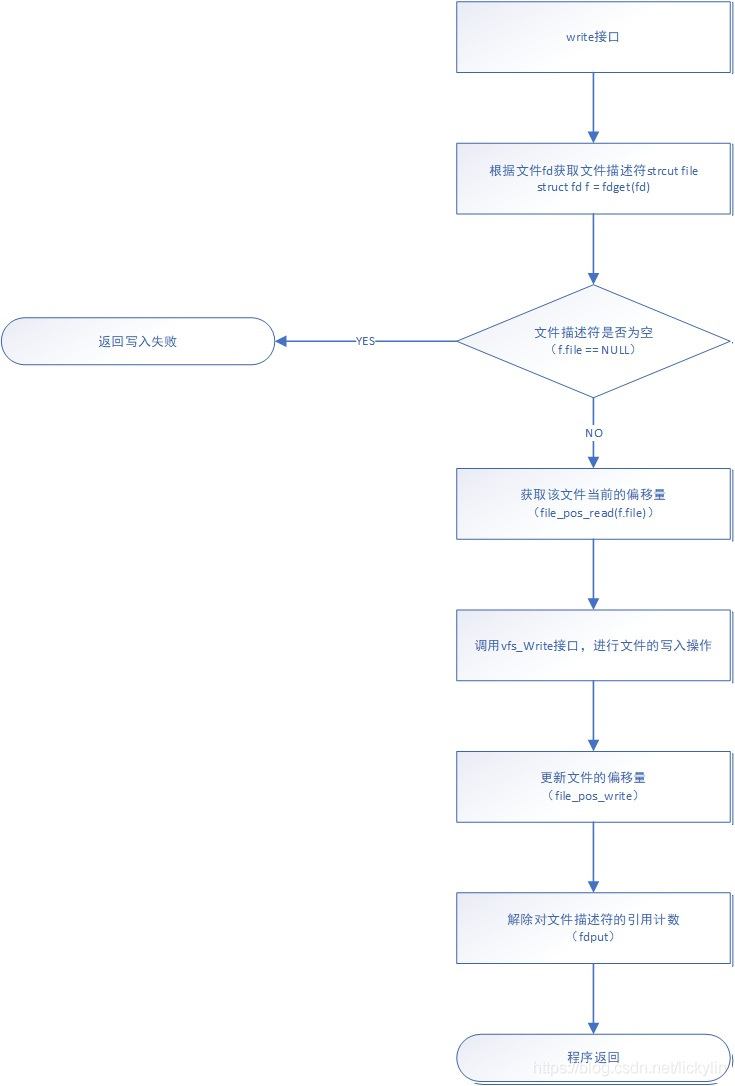 write接口
根据文件fd获取文件描述符strcut file
struct fd f = fdget(fd)
文件描述符是否为空
（f.file == NULL）
YES
返回写入失败
NO
获取该文件当前的偏移量
（file_pos_read(f.file)）
调用vfs_Write接口，进行文件的写入操作
更新文件的偏移量
（file_pos_write）
解除对文件描述符的引用计数
（fdput）
程序返回
https://blog.csdn.net/lickylin